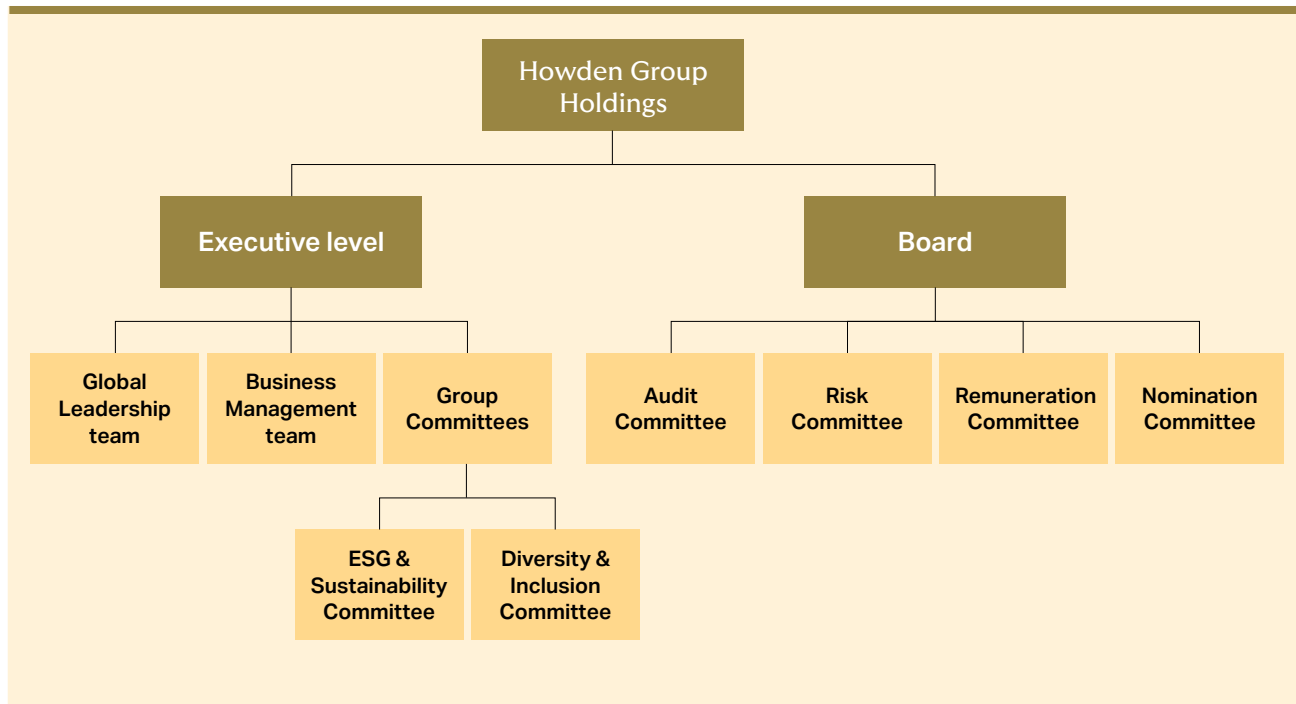 Howden Group
Holdings
Executive level
Board
Global
Leadership
team
Business
Management
team
Group
Committees
Audit
Committee
Risk
Committee
Remuneration
Committee
Nomination
Committee
ESG &
Sustainability
Committee
Diversity &
Inclusion
Committee